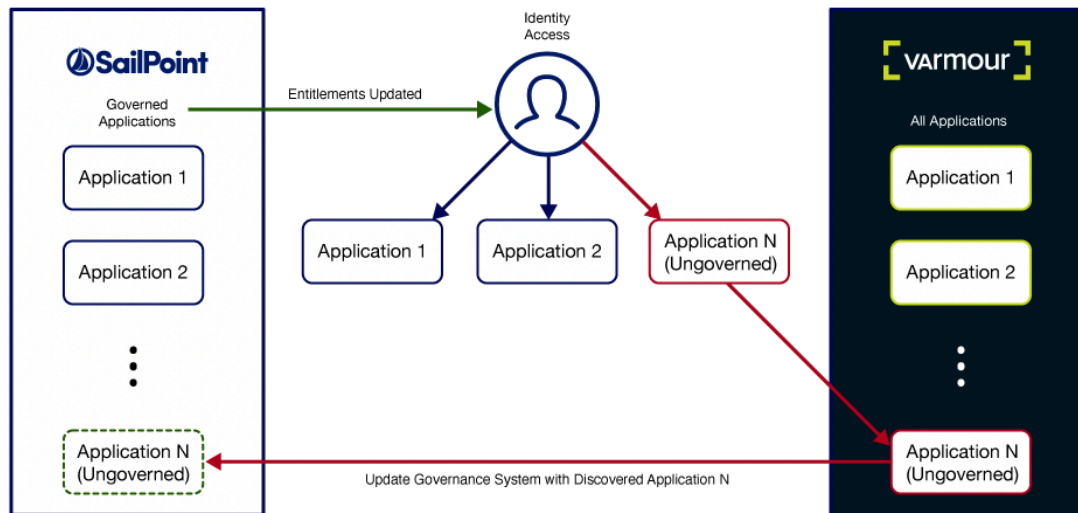 SailPoint
Governed
Applications
Application 1
Application 2
Application N
(Ungoverned)
Entitlements Updated
Identity
Access
Application 1
Application 2
Application N
(Ungoverned)
Update Governance System with Discovered Application N
vARMOUR
All Applications
Application 1
Application 2
Application N
(Ungoverned)